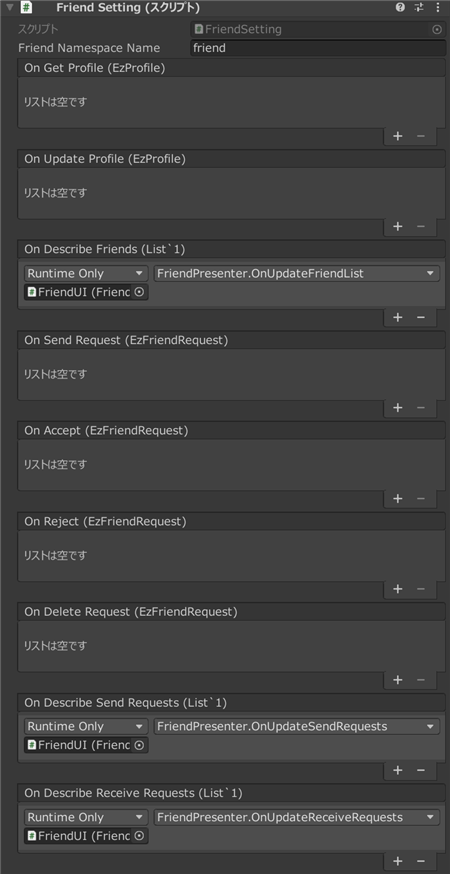 Friend Setting (スクリプト)
スクリプト FriendSetting
Friend Namespace Name friend
On Get Profile (EzProfile)
リストは空です
On Update Profile (EzProfile)
リストは空です
On Describe Friends (List`1)
Runtime Only FriendPresenter.OnUpdateFriendList
FriendUI (Frienc
On Send Request (EzFriendRequest)
リストは空です
On Accept (EzFriendRequest)
リストは空です
On Reject (EzFriendRequest)
リストは空です
On Delete Request (EzFriendRequest)
リストは空です
On Describe Send Requests (List`1)
Runtime Only FriendPresenter.OnUpdateSendRequests
FriendUI (Frienc
On Describe Receive Requests (List`1)
Runtime Only FriendPresenter.OnUpdateReceiveRequests
FriendUI (Frienc